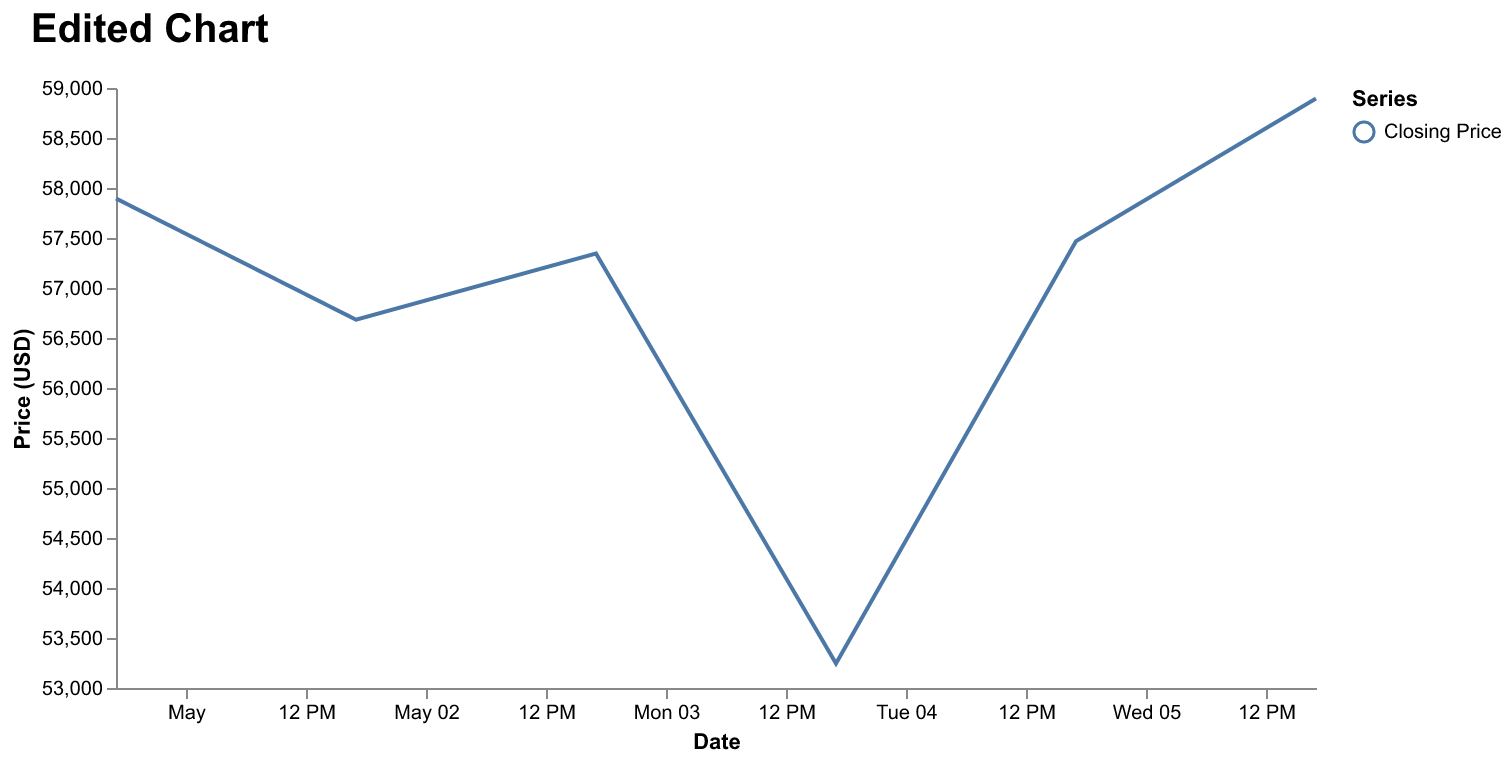 Edited Chart
59,000
58,500
58,000
57,500
57,000
56,500
56,000
55,500
55,000
54,500
54,000
53,500
53,000
Price (USD)
May
12 PM
May 02
12 PM
Mon 03
12 PM
Tue 04
12 PM
Wed 05
12 PM
Date
Series
Closing Price